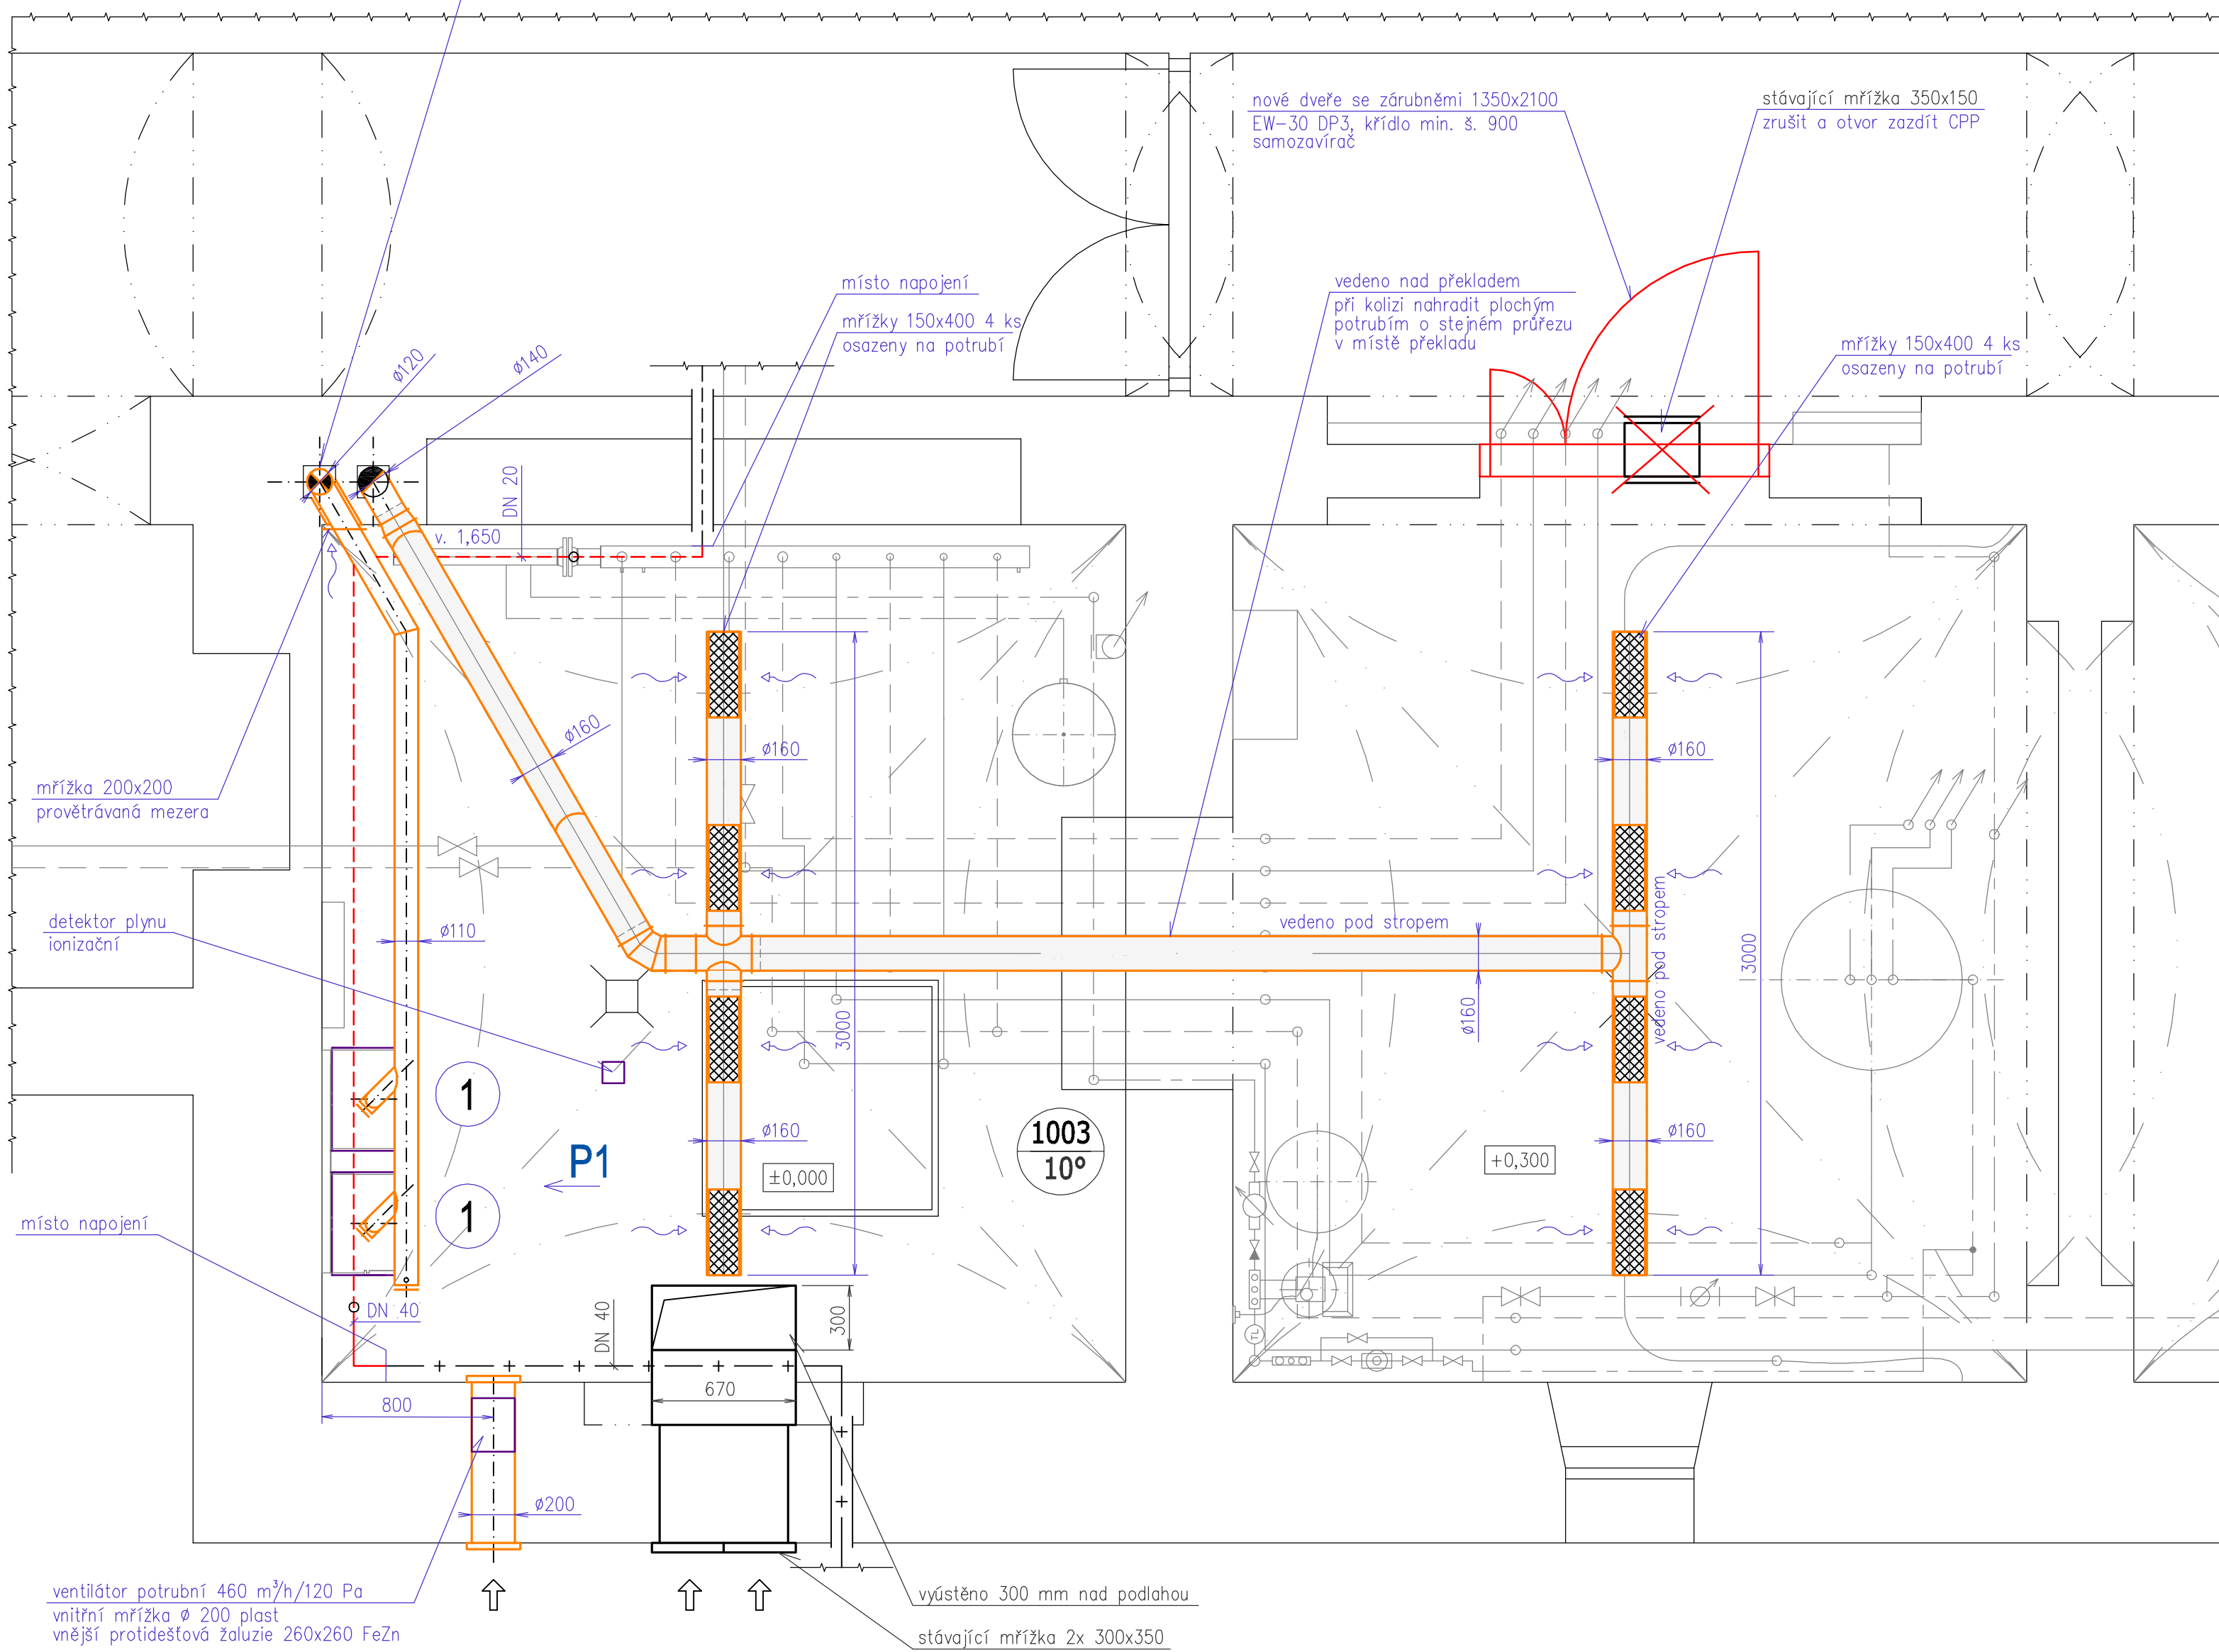 nové dveře se zárubněmi 1350x2100
EW-30 DP3, křídlo min. š. 900
samozavírač
stávající mřížka 350x150
zrušit a otvor zazdít CPP
místo napojení
mřížky 150x400 4 ks
osazeny na potrubí
vedeno nad překladem
při kolizi nahradit plochým
potrubím o stejném průřezu
v místě překladu
mřížky 150x400 4 ks
osazeny na potrubí
ø120
ø140
DN 20
v. 1,650
ø160
ø160
ø160
mřížka 200x200
provětrávaná mezera
detektor plynu
ionizační
ø110
vedeno pod stropem
vedeno pod stropem
3000
3000
ø160
1
P1
ø160
±0,000
1003
10°
+0,300
ø160
1
místo napojení
DN 40
DN 40
300
TL
670
800
ø200
ventilátor potrubní 460 m³/h/120 Pa
vnitřní mřížka ø 200 plast
vnější protidešťová žaluzie 260x260 FeZn
vyústěno 300 mm nad podlahou
stávající mřížka 2x 300x350